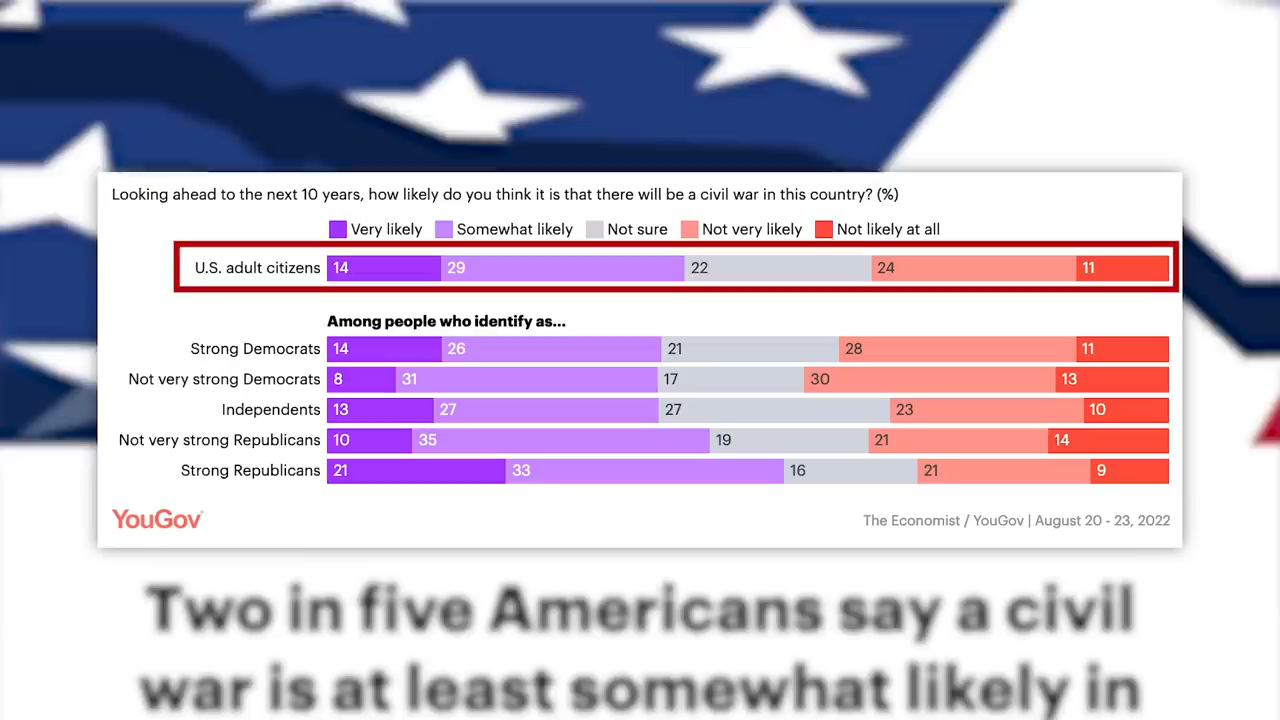 Looking ahead to the next 10 years, how likely do you think it is that there will be a civil war in this country? (%)
Very likely Somewhat likely Not sure Not very likely Not likely at all
U.S. adult citizens 14 29 22 24 11
Among people who identify as...
Strong Democrats 14 26 21 28 11
Not very strong Democrats 8 31 17 30 13
Independents 13 27 27 23 10
Not very strong Republicans 10 35 19 21 14
Strong Republicans 21 33 16 21 9
YouGov The Economist / YouGov | August 20 - 23, 2022
Two in five Americans say a civil
war is at least somewhat likely in